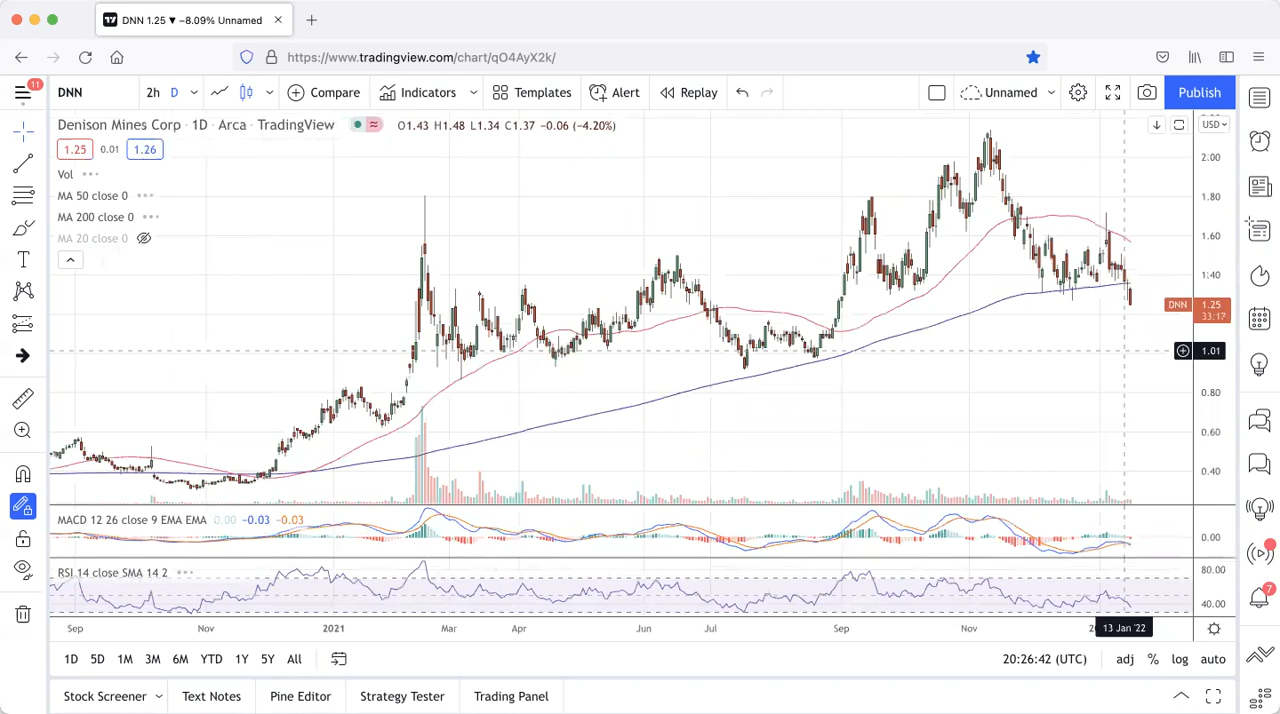 DNN 1.25 ▼ −8.09% Unnamed
https://www.tradingview.com/chart/qO4AyX2k/
11
DNN 2h D Compare Indicators Templates Alert Replay Unnamed Publish
Denison Mines Corp · 1D · Arca · TradingView O1.43 H1.48 L1.34 C1.37 −0.06 (−4.20%) USD
1.25 0.01 1.26
2.00
Vol
MA 50 close 0
1.80
MA 200 close 0
MA 20 close 0
1.60
1.40
DNN 1.25
33:17
1.01
0.80
0.60
0.40
MACD 12 26 close 9 EMA EMA 0.00 −0.03 −0.03
0.00
RSI 14 close SMA 14 2
80.00
40.00
7
Sep Nov 2021 Mar Apr Jun Jul Sep Nov 13 Jan '22
1D 5D 1M 3M 6M YTD 1Y 5Y All 20:26:42 (UTC) adj % log auto
Stock Screener Text Notes Pine Editor Strategy Tester Trading Panel